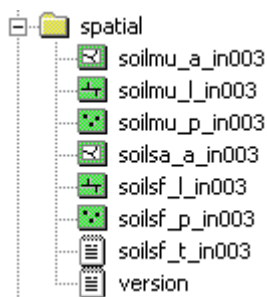 spatial
soilmu_a_in003
soilmu_l_in003
soilmu_p_in003
soilsa_a_in003
soilsf_l_in003
soilsf_p_in003
soilsf_t_in003
version